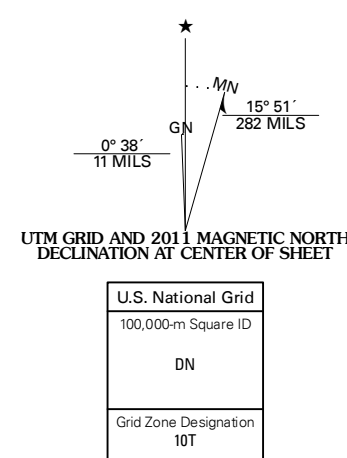 ★
MN
15° 51´
282 MILS
GN
0° 38´
11 MILS
UTM GRID AND 2011 MAGNETIC NORTH
DECLINATION AT CENTER OF SHEET
U.S. National Grid
100,000-m Square ID
DN
Grid Zone Designation
10T